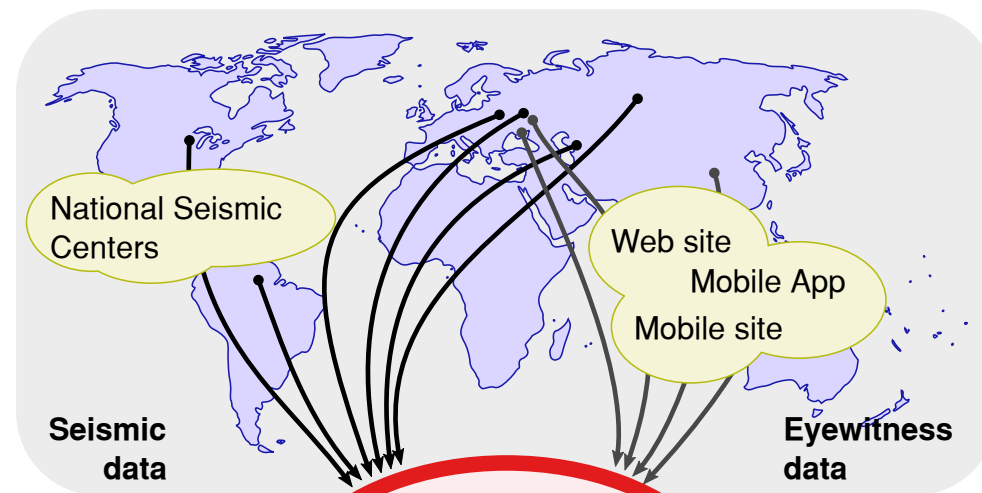 National Seismic
Centers
Web site
Mobile App
Mobile site
Seismic
data
Eyewitness
data